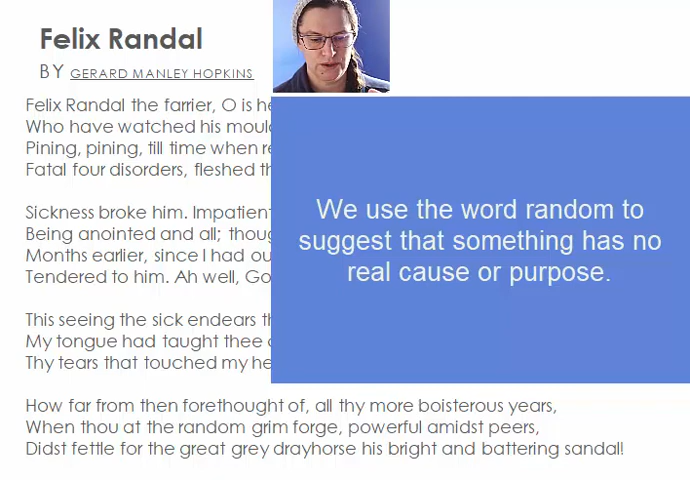 Felix Randal
BY GERARD MANLEY HOPKINS
Felix Randal the farrier, O is he
Who have watched his mould
Pining, pining, till time when re
Fatal four disorders, fleshed th
Sickness broke him. Impatient
Being anointed and all; thoug
Months earlier, since I had ou
Tendered to him. Ah well, Go
This seeing the sick endears th
My tongue had taught thee
Thy tears that touched my he
How far from then forethought of, all thy more boisterous years,
When thou at the random grim forge, powerful amidst peers,
Didst fettle for the great grey drayhorse his bright and battering sandal!
We use the word random to
suggest that something has no
real cause or purpose.